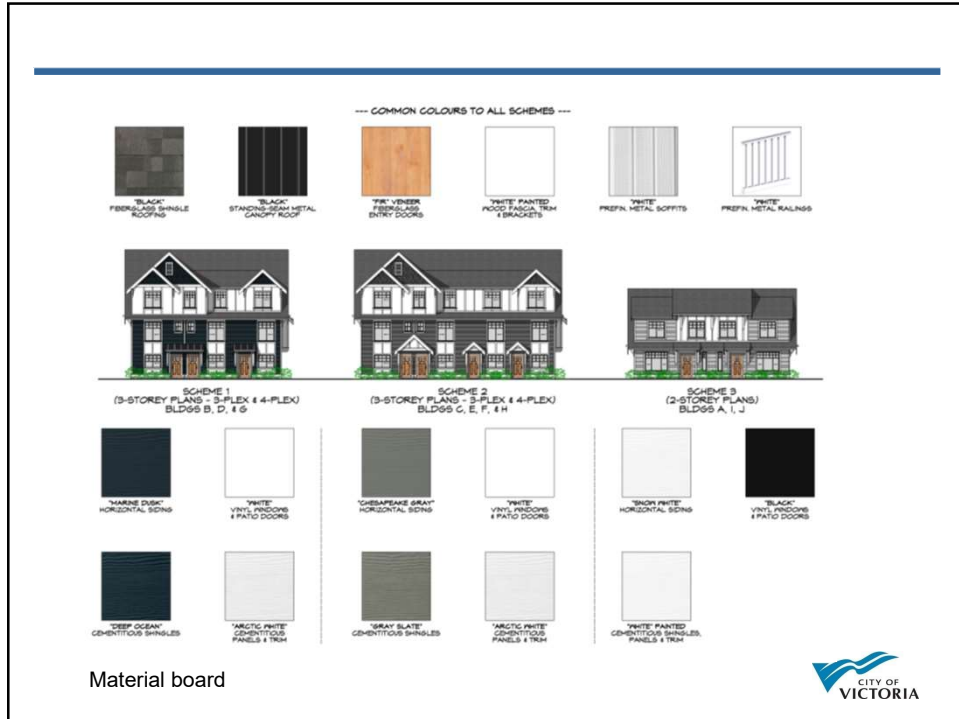 --- COMMON COLOURS TO ALL SCHEMES ---
"BLACK"
FIBERGLASS SHINGLE
ROOFING
"BLACK"
STANDING-SEAM METAL
CANOPY ROOF
"FIR" VENEER
FIBERGLASS
ENTRY DOORS
"WHITE" PAINTED
WOOD FASCIA, TRIM
& BRACKETS
"WHITE"
PREFIN. METAL SOFFITS
"WHITE"
PREFIN. METAL RAILINGS
SCHEME 1
(3-STOREY PLANS - 3-PLEX & 4-PLEX)
BLDGS B, D, & G
SCHEME 2
(3-STOREY PLANS - 3-PLEX & 4-PLEX)
BLDGS C, E, F, & H
SCHEME 3
(2-STOREY PLANS)
BLDGS A, I, J
"MARINE DUSK"
HORIZONTAL SIDING
"WHITE"
VINYL WINDOWS
& PATIO DOORS
"CHESAPEAKE GRAY"
HORIZONTAL SIDING
"WHITE"
VINYL WINDOWS
& PATIO DOORS
"SNOW WHITE"
HORIZONTAL SIDING
"BLACK"
VINYL WINDOWS
& PATIO DOORS
"DEEP OCEAN"
CEMENTITIOUS SHINGLES
"ARCTIC WHITE"
CEMENTITIOUS
PANELS & TRIM
"GRAY SLATE"
CEMENTITIOUS SHINGLES
"ARCTIC WHITE"
CEMENTITIOUS
PANELS & TRIM
"WHITE" PAINTED
CEMENTITIOUS SHINGLES,
PANELS & TRIM
Material board
CITY OF
VICTORIA